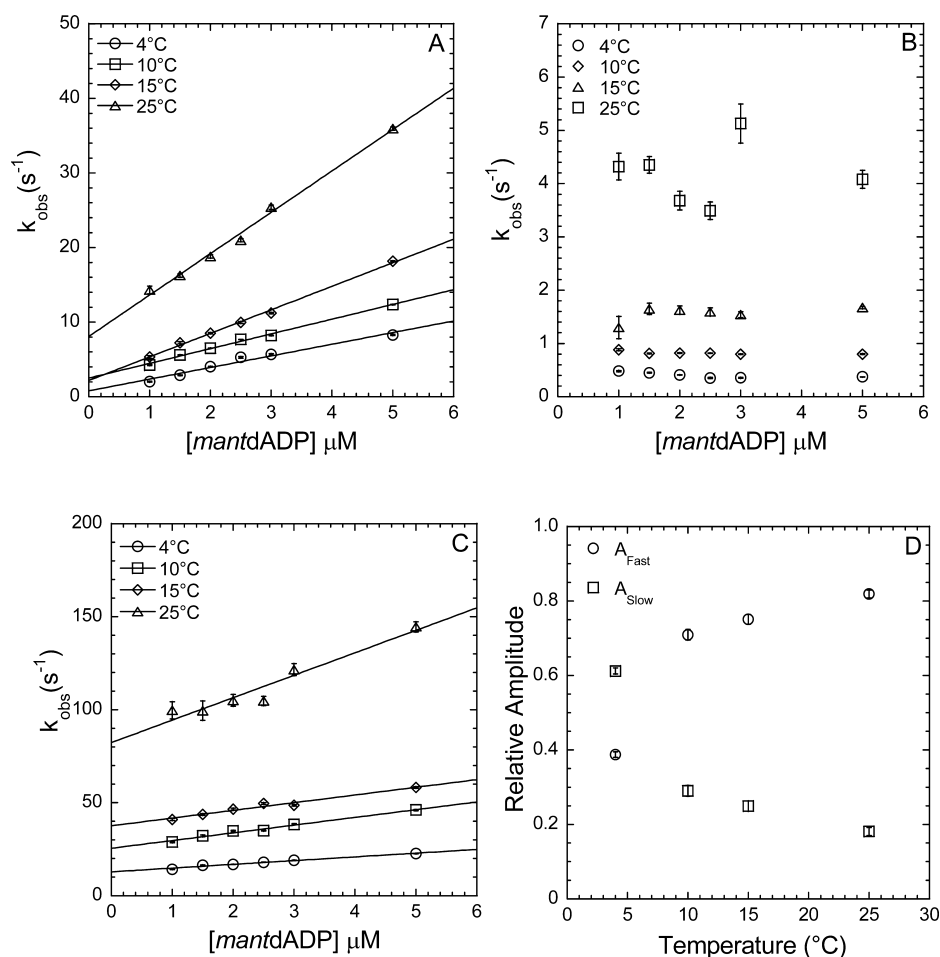 A
4°C
10°C
15°C
25°C
50
40
30
20
10
0
k_obs(s⁻¹)
0 1 2 3 4 5 6
[mantdADP] μM
B
4°C
10°C
15°C
25°C
7
6
5
4
3
2
1
0
k_obs(s⁻¹)
0 1 2 3 4 5 6
[mantdADP] μM
C
4°C
10°C
15°C
25°C
200
150
100
50
0
k_obs(s⁻¹)
0 1 2 3 4 5 6
[mantdADP] μM
D
A_Fast
A_Slow
1.0
0.8
0.6
0.4
0.2
0
Relative Amplitude
0 5 10 15 20 25 30
Temperature (°C)